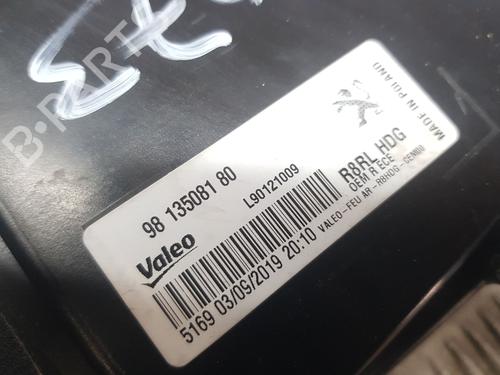 98 135081 80
L90121009
Valeo
5169 03/09/2019 20:10
R8RL HDG
OEM R ECE
VALEO-FEU AR-R8HDG-CENNU
MADE IN POLAND
B-PARTS